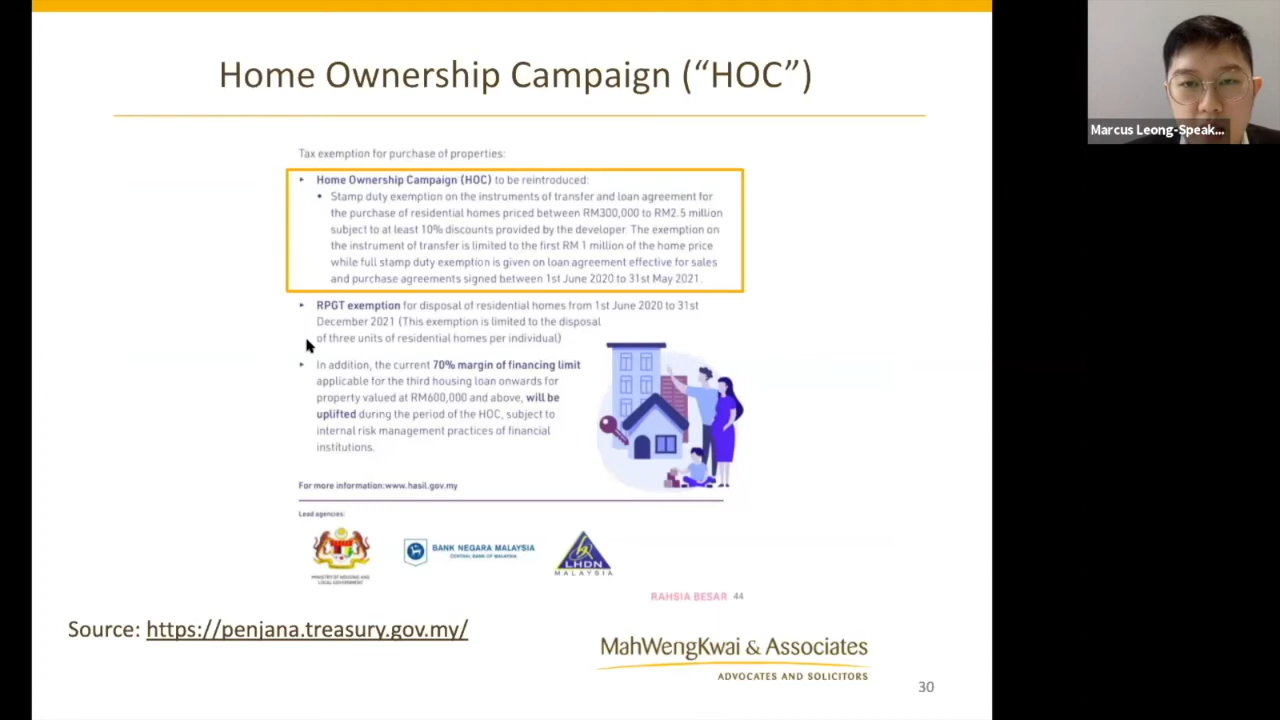 Home Ownership Campaign (“HOC”)
Marcus Leong-Speak...
Tax exemption for purchase of properties:
▸ Home Ownership Campaign (HOC) to be reintroduced:
• Stamp duty exemption on the instruments of transfer and loan agreement for
the purchase of residential homes priced between RM300,000 to RM2.5 million
subject to at least 10% discounts provided by the developer. The exemption on
the instrument of transfer is limited to the first RM 1 million of the home price
while full stamp duty exemption is given on loan agreement effective for sales
and purchase agreements signed between 1st June 2020 to 31st May 2021.
▸ RPGT exemption for disposal of residential homes from 1st June 2020 to 31st
December 2021 (This exemption is limited to the disposal
of three units of residential homes per individual)
▸ In addition, the current 70% margin of financing limit
applicable for the third housing loan onwards for
property valued at RM600,000 and above, will be
uplifted during the period of the HOC, subject to
internal risk management practices of financial
institutions.
For more information:www.hasil.gov.my
Lead agencies:
MINISTRY OF HOUSING AND
LOCAL GOVERNMENT
BANK NEGARA MALAYSIA
CENTRAL BANK OF MALAYSIA
LHDN
MALAYSIA
RAHSIA BESAR 44
Source: https://penjana.treasury.gov.my/
MahWengKwai & Associates
ADVOCATES AND SOLICITORS
30